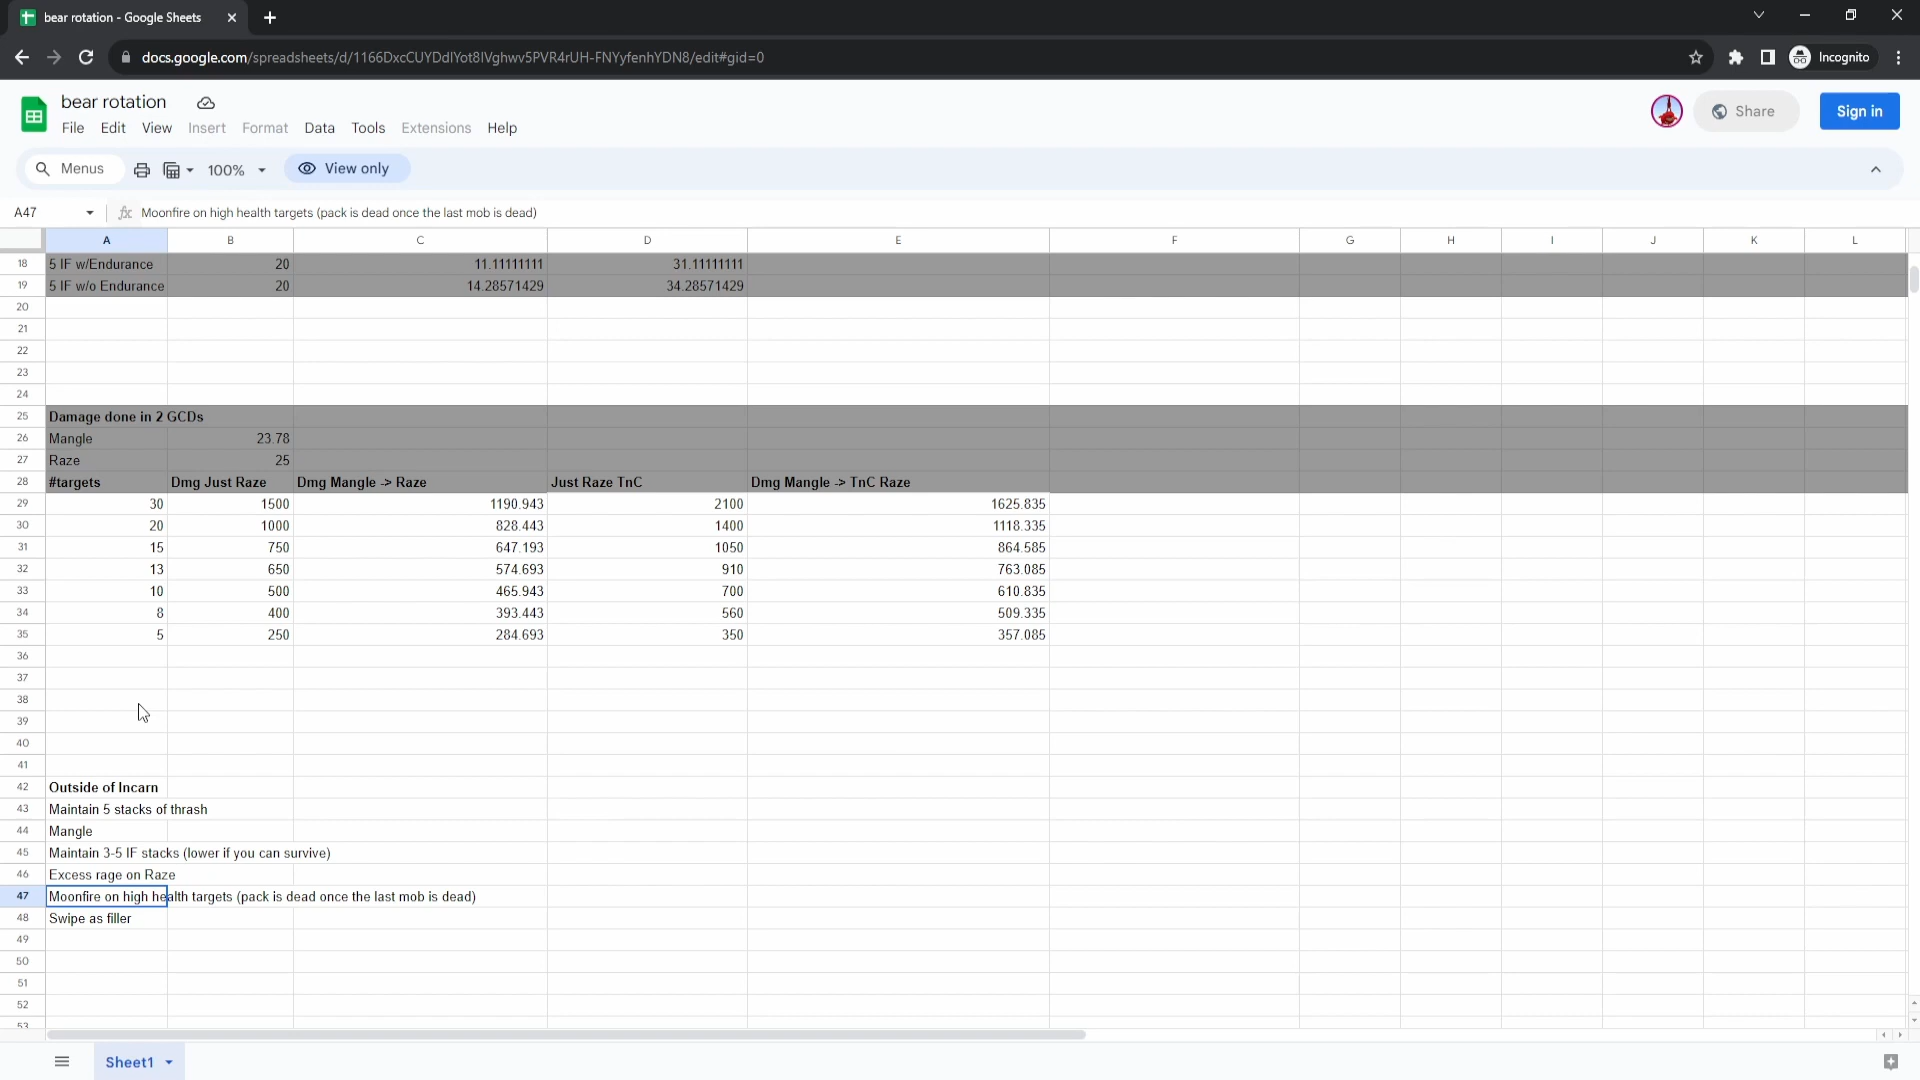 bear rotation - Google Sheets
docs.google.com/spreadsheets/d/1166DxcCUYDdlYot8lVghwv5PVR4rUH-FNYyfenhYDN8/edit#gid=0
Incognito
bear rotation
File Edit View Insert Format Data Tools Extensions Help
Share
Sign in
Menus 100% View only
A47 fx Moonfire on high health targets (pack is dead once the last mob is dead)
A B C D E F G H I J K L
18 5 IF w/Endurance 20 11.11111111 31.11111111
19 5 IF w/o Endurance 20 14.28571429 34.28571429
20
21
22
23
24
25 Damage done in 2 GCDs
26 Mangle 23.78
27 Raze 25
28 #targets Dmg Just Raze Dmg Mangle -> Raze Just Raze TnC Dmg Mangle -> TnC Raze
29 30 1500 1190.943 2100 1625.835
30 20 1000 828.443 1400 1118.335
31 15 750 647.193 1050 864.585
32 13 650 574.693 910 763.085
33 10 500 465.943 700 610.835
34 8 400 393.443 560 509.335
35 5 250 284.693 350 357.085
36
37
38
39
40
41
42 Outside of Incarn
43 Maintain 5 stacks of thrash
44 Mangle
45 Maintain 3-5 IF stacks (lower if you can survive)
46 Excess rage on Raze
47 Moonfire on high health targets (pack is dead once the last mob is dead)
48 Swipe as filler
49
50
51
52
53
Sheet1